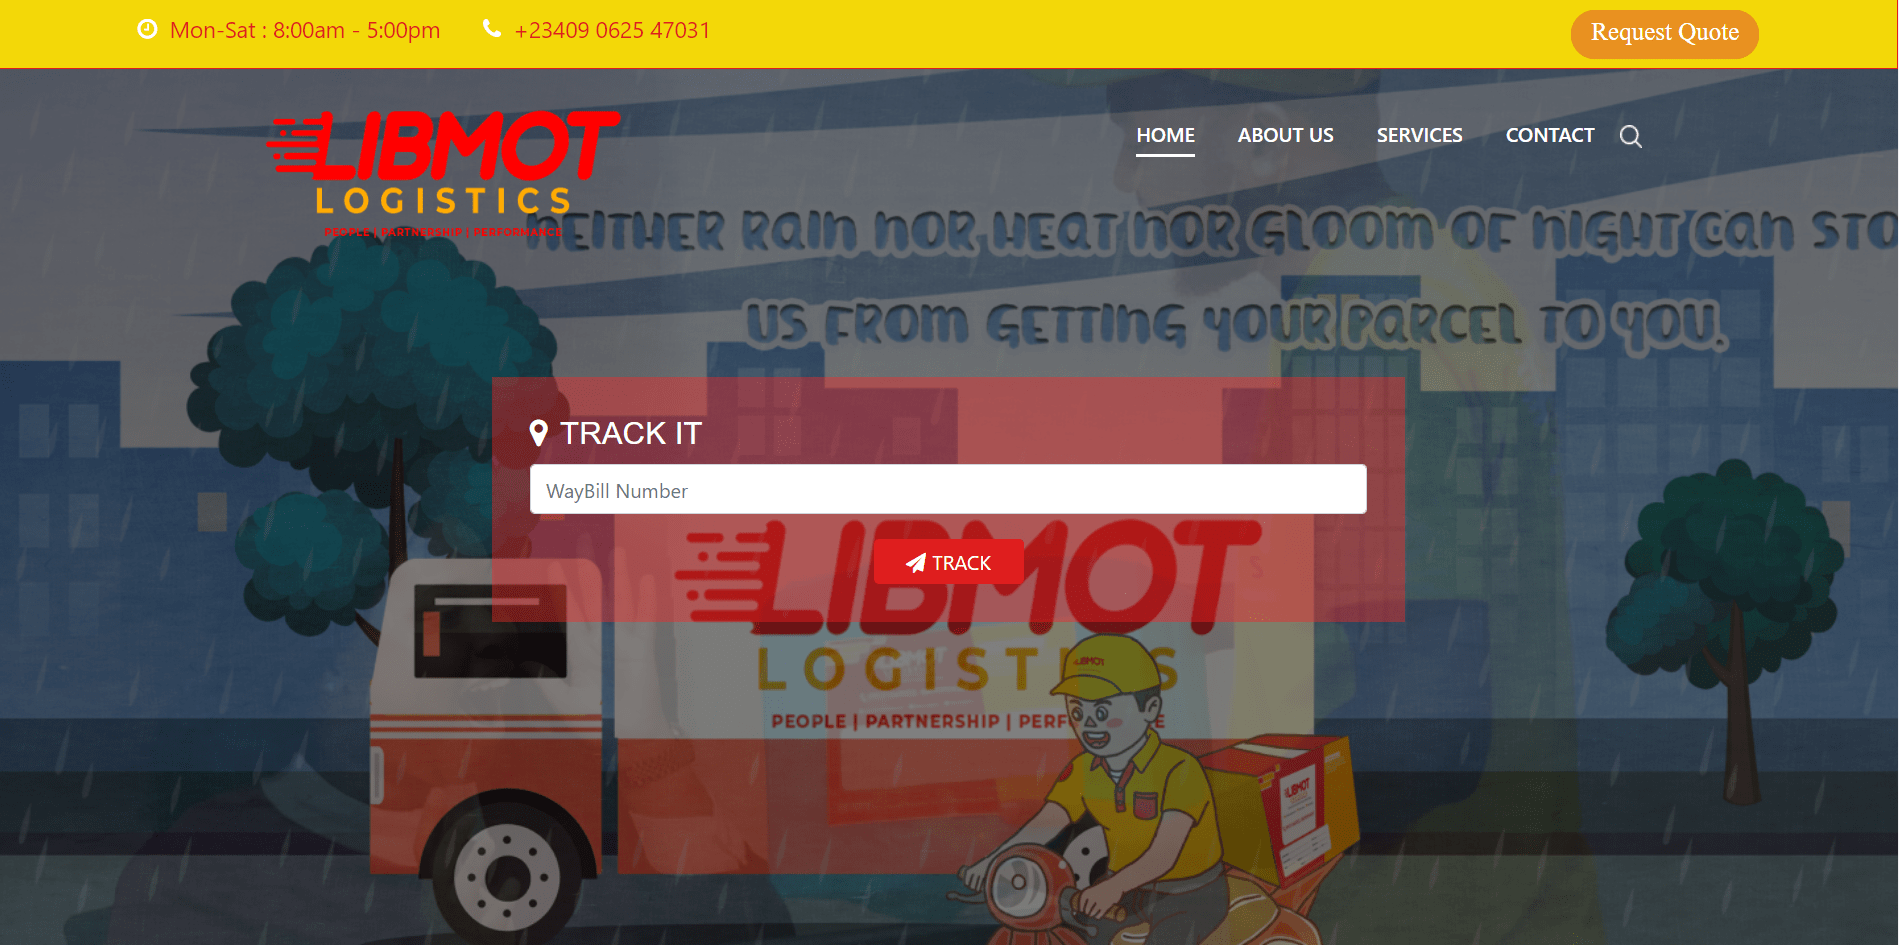 Mon-Sat : 8:00am - 5:00pm
+23409 0625 47031
Request Quote
LIBMOT
LOGISTICS
PEOPLE | PARTNERSHIP | PERFORMANCE
HOME
ABOUT US
SERVICES
CONTACT
NEITHER RAIN NOR HEAT NOR GLOOM OF NIGHT CAN STO
US FROM GETTING YOUR PARCEL TO YOU.
TRACK IT
WayBill Number
TRACK
LIBMOT
LOGISTICS
PEOPLE | PARTNERSHIP | PERF E
LIBMOT
LIBMOT